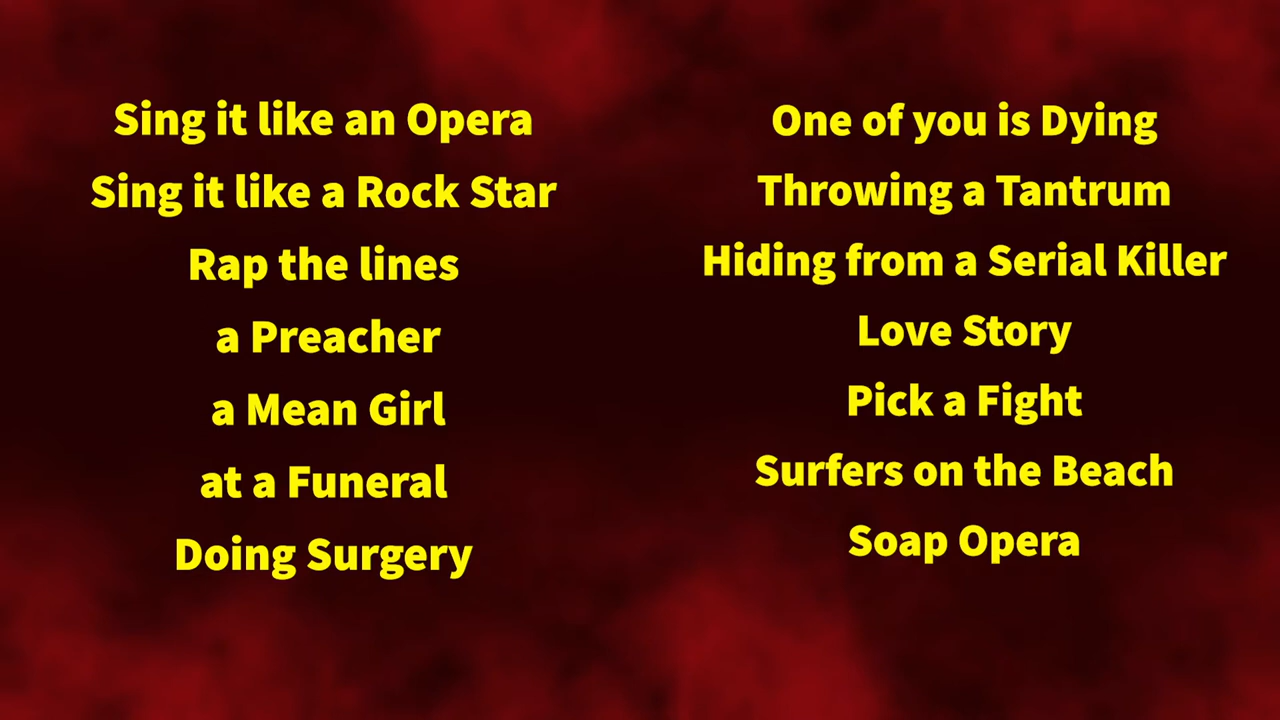 Sing it like an Opera
Sing it like a Rock Star
Rap the lines
a Preacher
a Mean Girl
at a Funeral
Doing Surgery
One of you is Dying
Throwing a Tantrum
Hiding from a Serial Killer
Love Story
Pick a Fight
Surfers on the Beach
Soap Opera